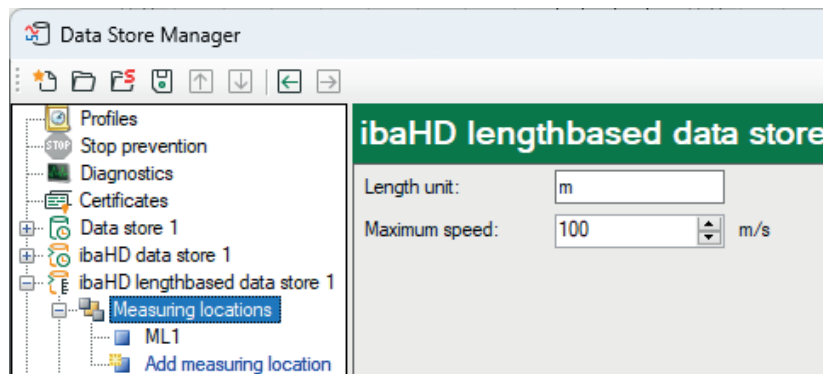 Data Store Manager
Profiles
STOP Stop prevention
Diagnostics
Certificates
Data store 1
ibaHD data store 1
ibaHD lengthbased data store 1
Measuring locations
ML1
Add measuring location
ibaHD lengthbased data store
Length unit: m
Maximum speed: 100 m/s